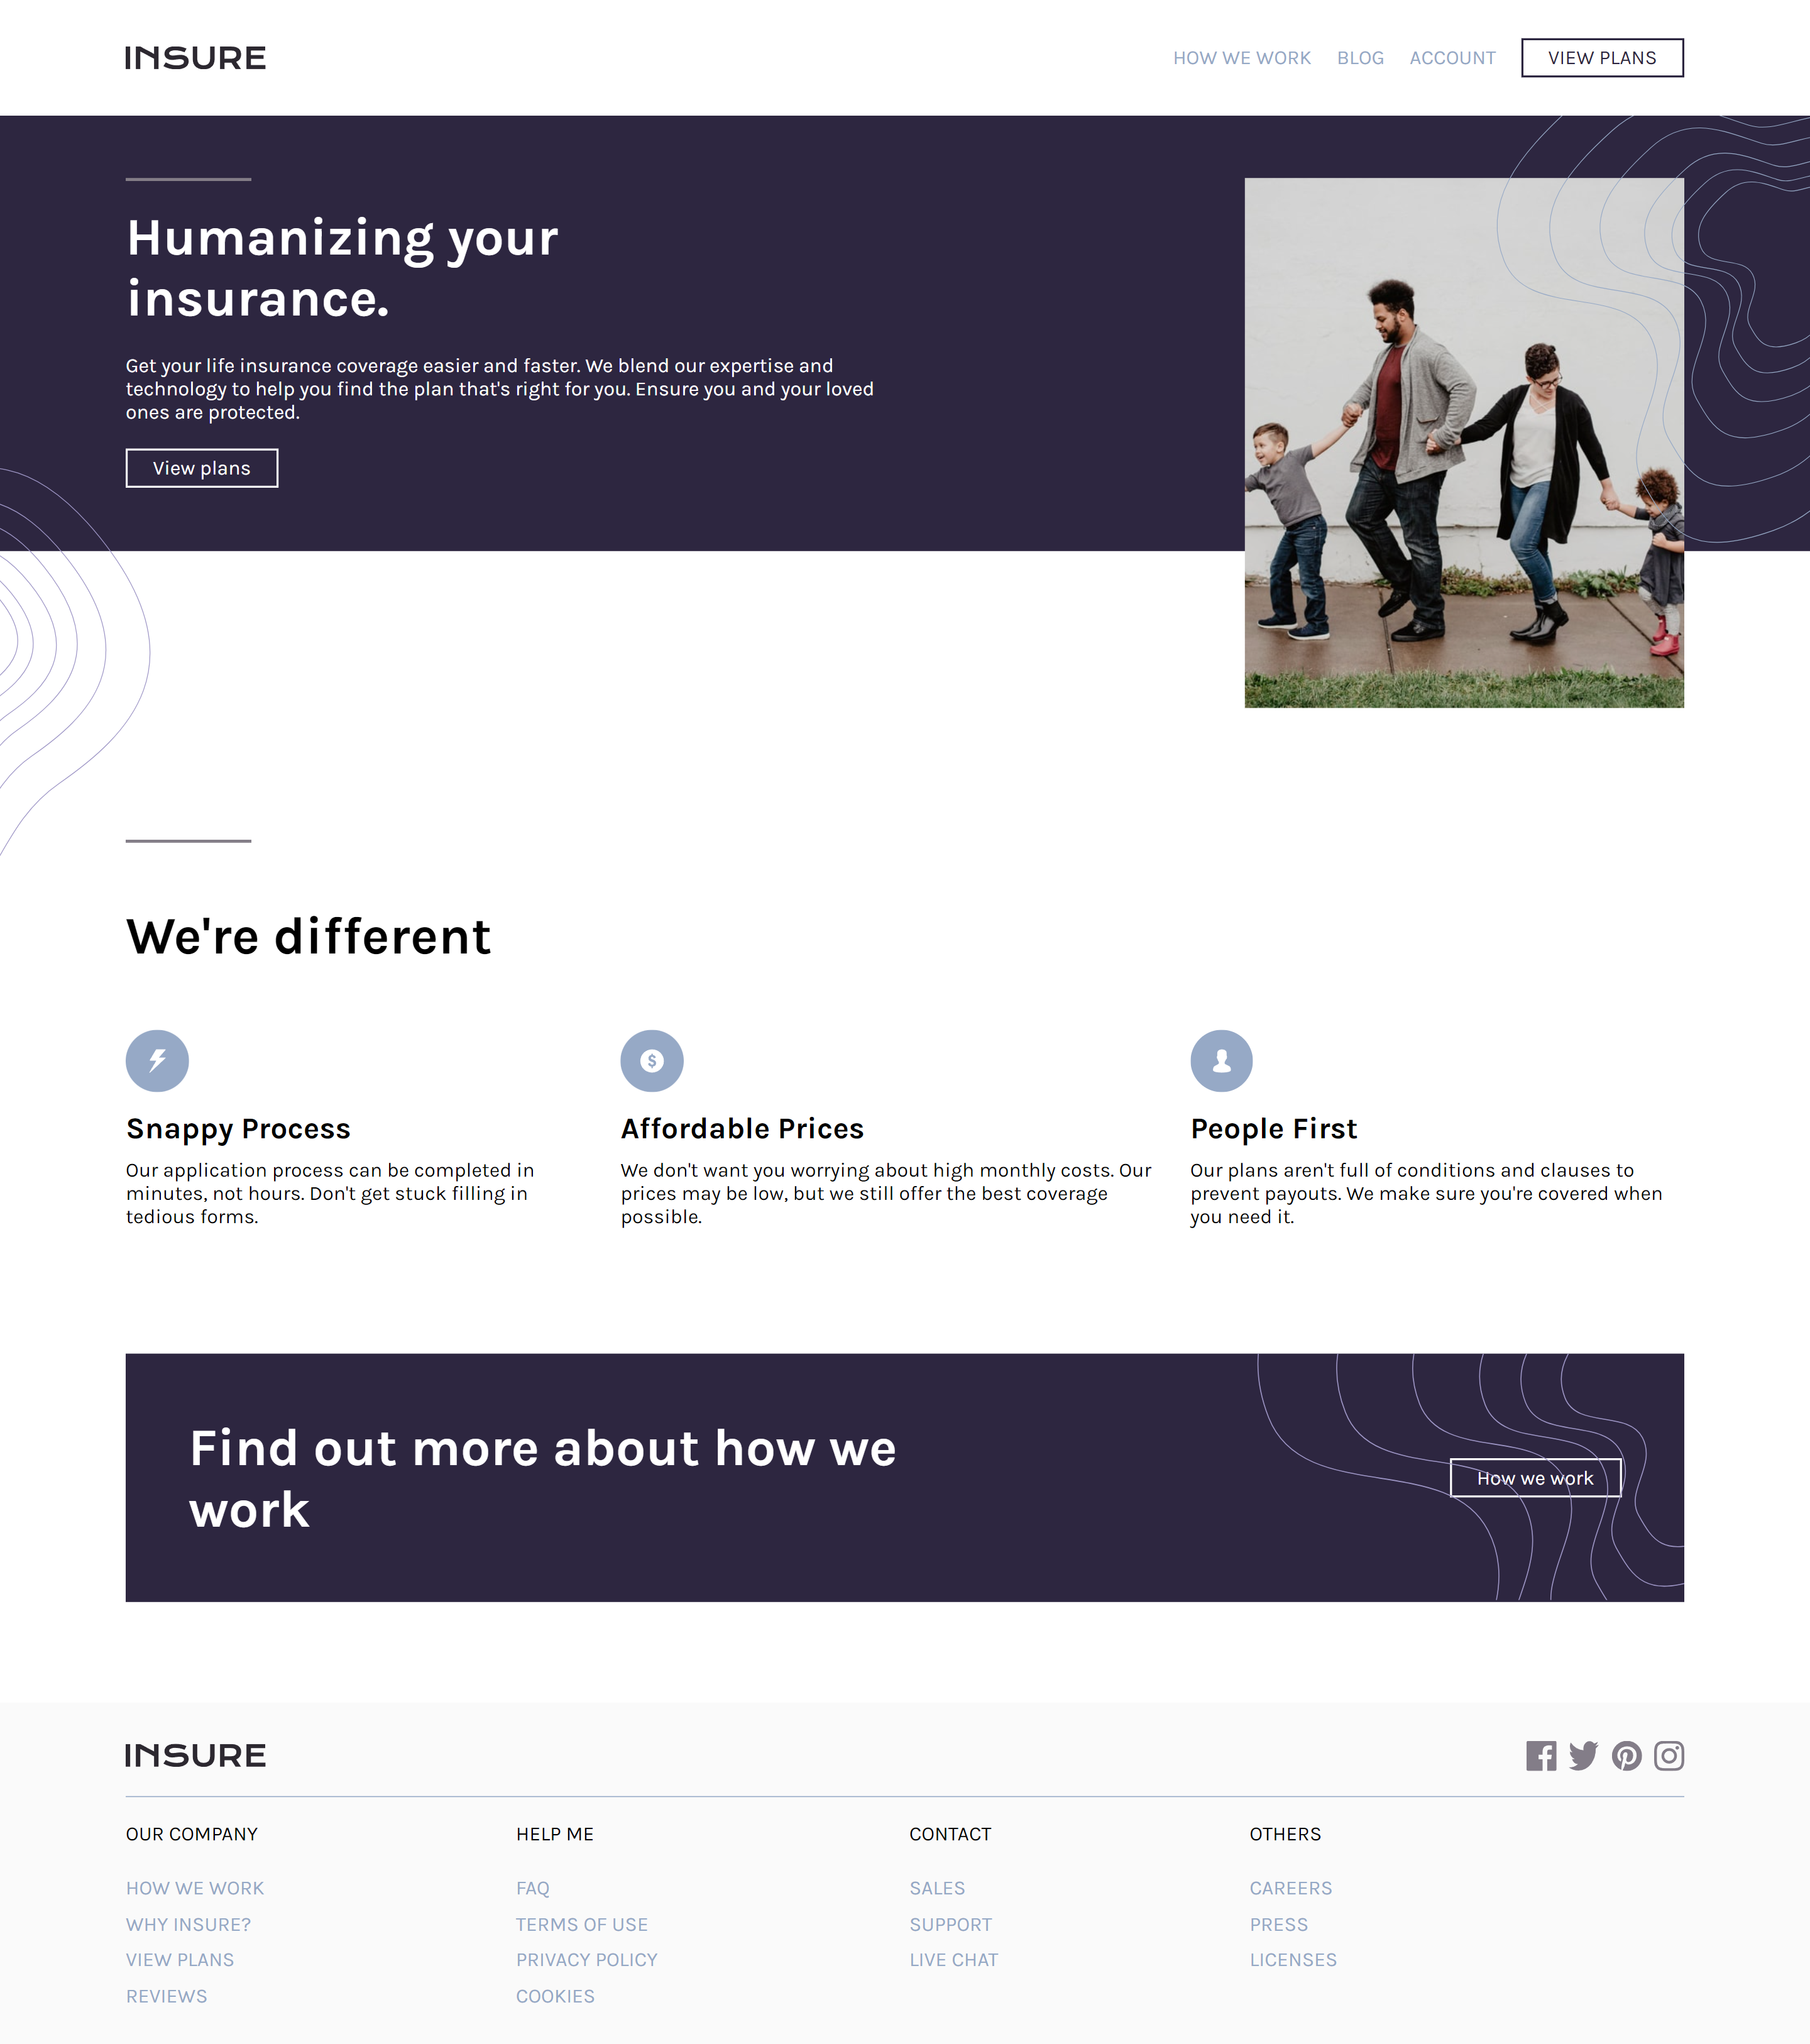 INSURE
HOW WE WORK BLOG ACCOUNT VIEW PLANS
Humanizing your
insurance.
Get your life insurance coverage easier and faster. We blend our expertise and
technology to help you find the plan that's right for you. Ensure you and your loved
ones are protected.
View plans
We're different
Snappy Process
Our application process can be completed in
minutes, not hours. Don't get stuck filling in
tedious forms.
$
Affordable Prices
We don't want you worrying about high monthly costs. Our
prices may be low, but we still offer the best coverage
possible.
People First
Our plans aren't full of conditions and clauses to
prevent payouts. We make sure you're covered when
you need it.
Find out more about how we
work
How we work
INSURE
OUR COMPANY
HOW WE WORK
WHY INSURE?
VIEW PLANS
REVIEWS
HELP ME
FAQ
TERMS OF USE
PRIVACY POLICY
COOKIES
CONTACT
SALES
SUPPORT
LIVE CHAT
OTHERS
CAREERS
PRESS
LICENSES